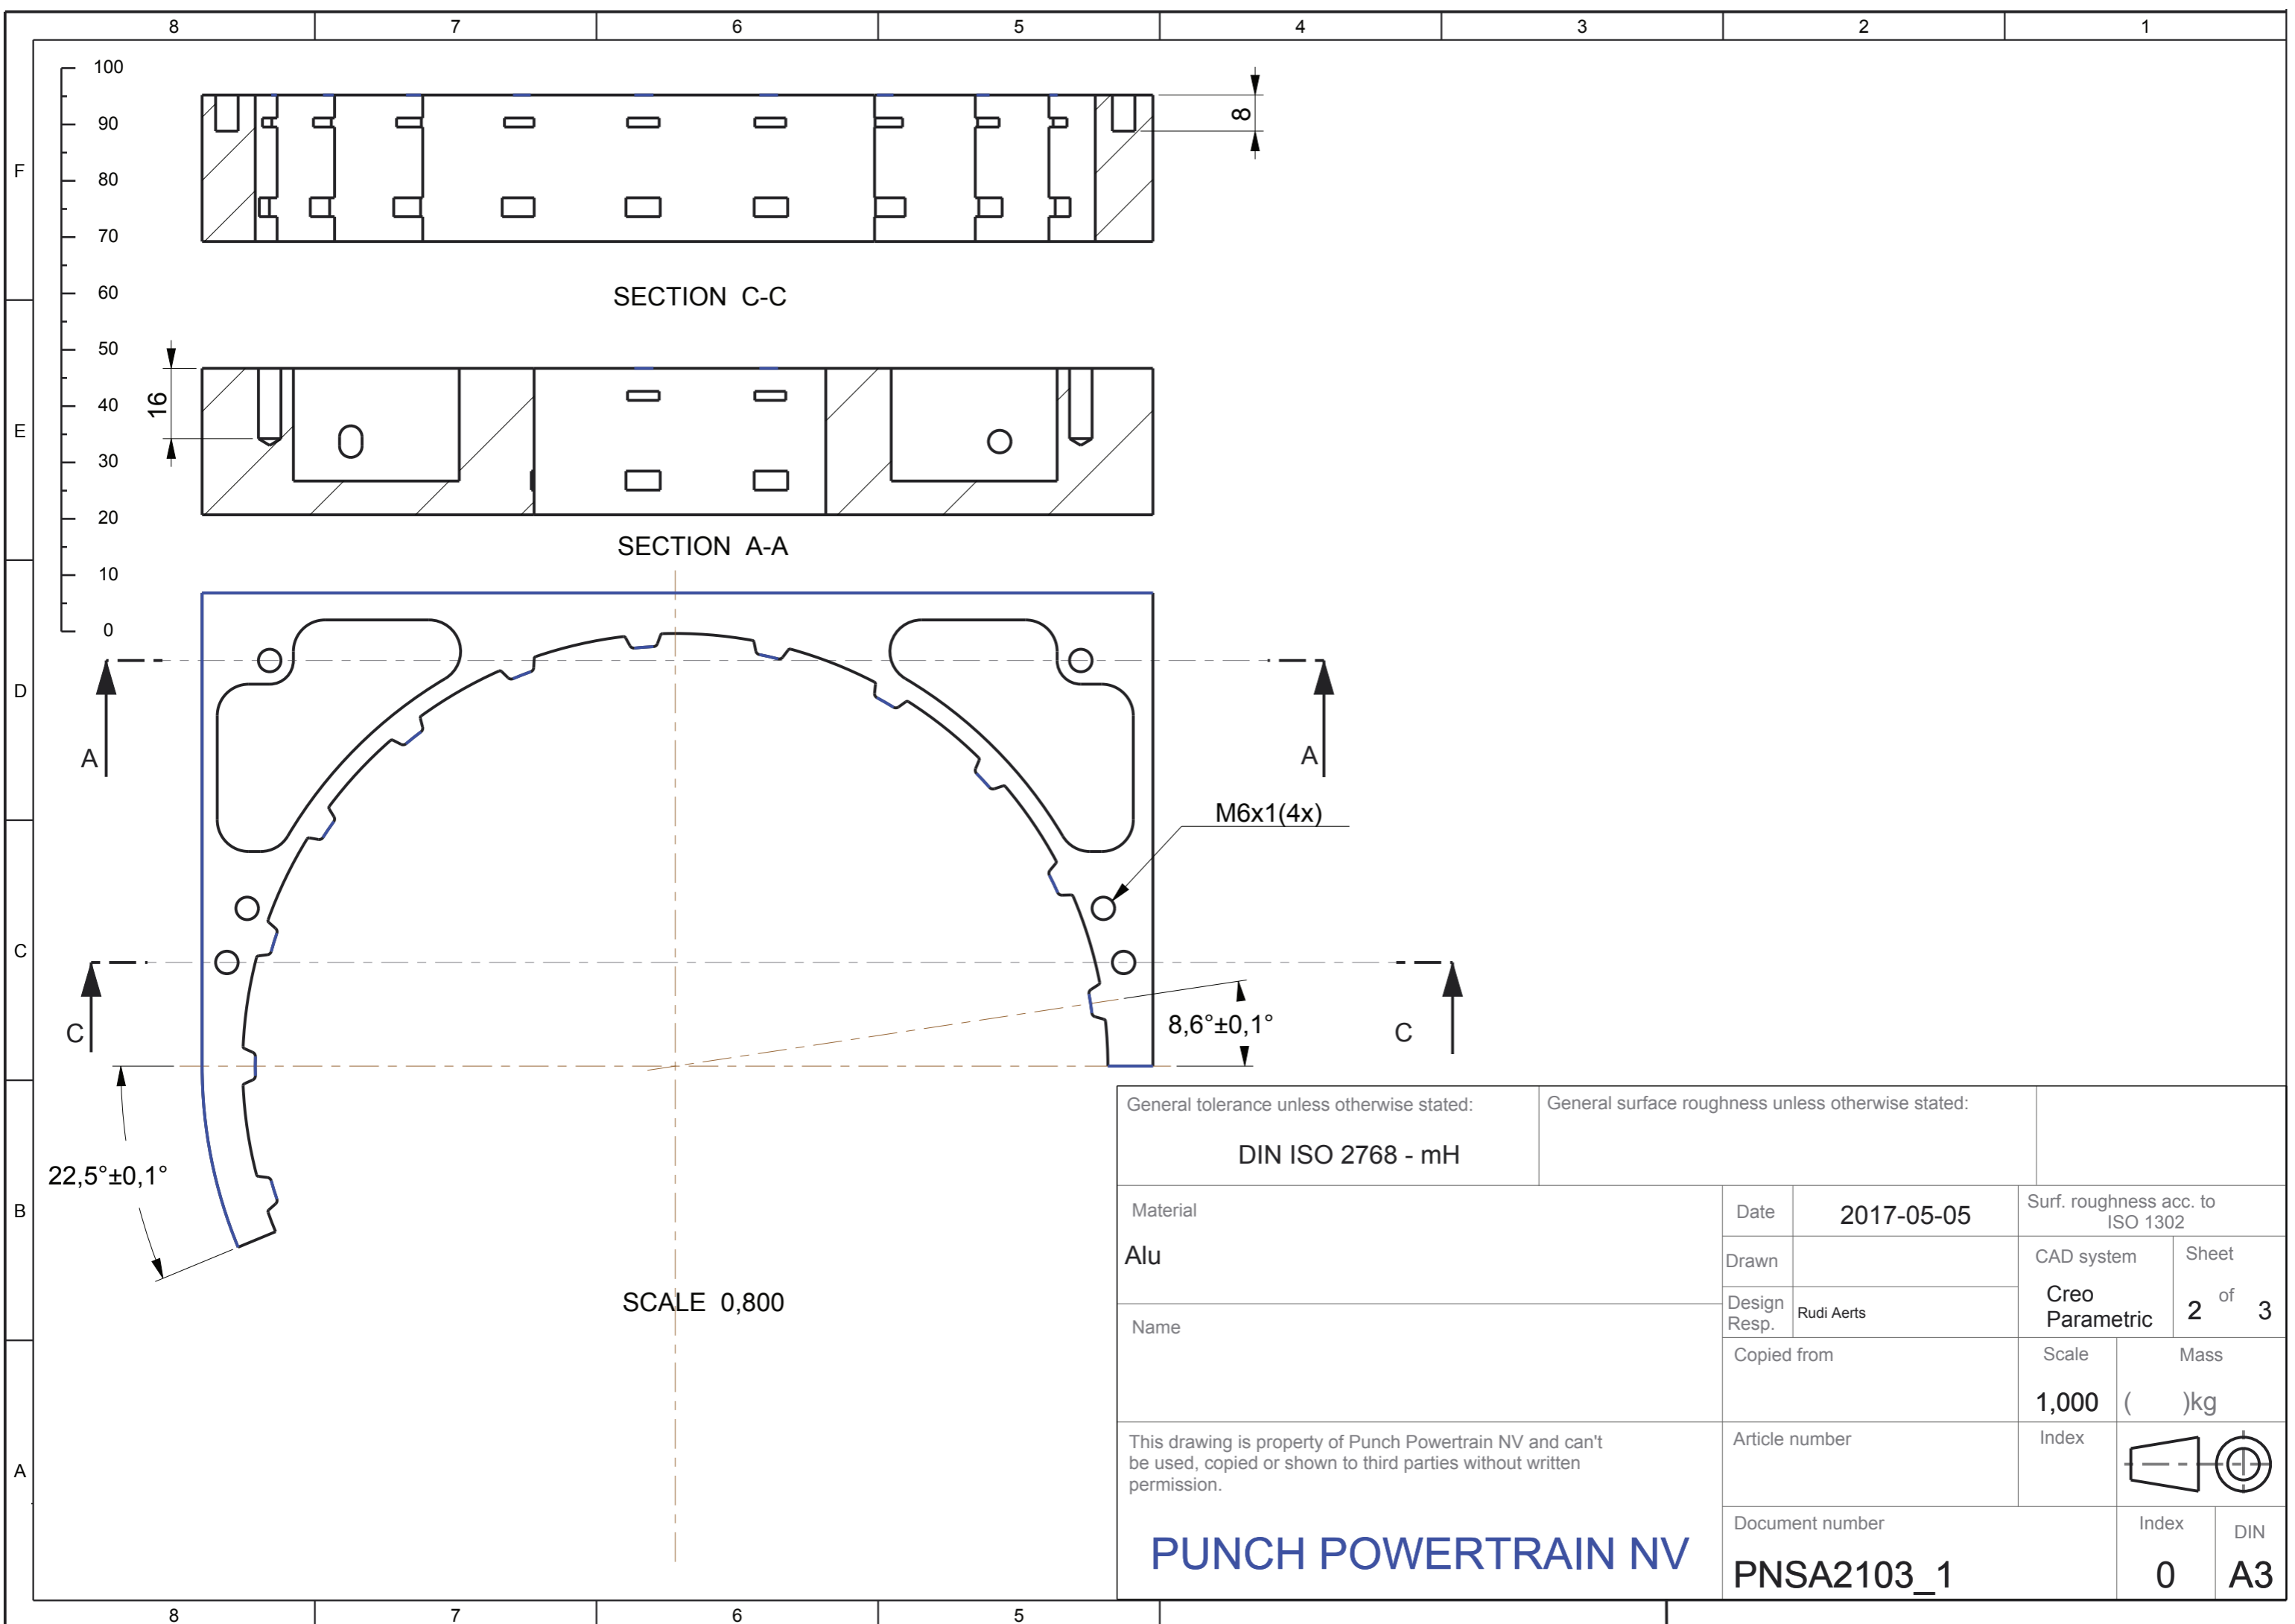 8 7 6 5 4 3 2 1
100
90
80
70
60
50
40
30
20
10
0
F
E
D
C
B
A
8
SECTION C-C
16
SECTION A-A
A
A
M6x1(4x)
C
C
8,6°±0,1°
22,5°±0,1°
SCALE 0,800
General tolerance unless otherwise stated:
DIN ISO 2768 - mH
General surface roughness unless otherwise stated:
Material
Alu
Date
2017-05-05
Surf. roughness acc. to
ISO 1302
Drawn
CAD system
Creo
Parametric
Sheet
2 of 3
Design
Resp.
Rudi Aerts
Name
Copied from
Scale
1,000
Mass
( )kg
This drawing is property of Punch Powertrain NV and can't
be used, copied or shown to third parties without written
permission.
Article number
Index
PUNCH POWERTRAIN NV
Document number
PNSA2103_1
Index
0
DIN
A3
8 7 6 5